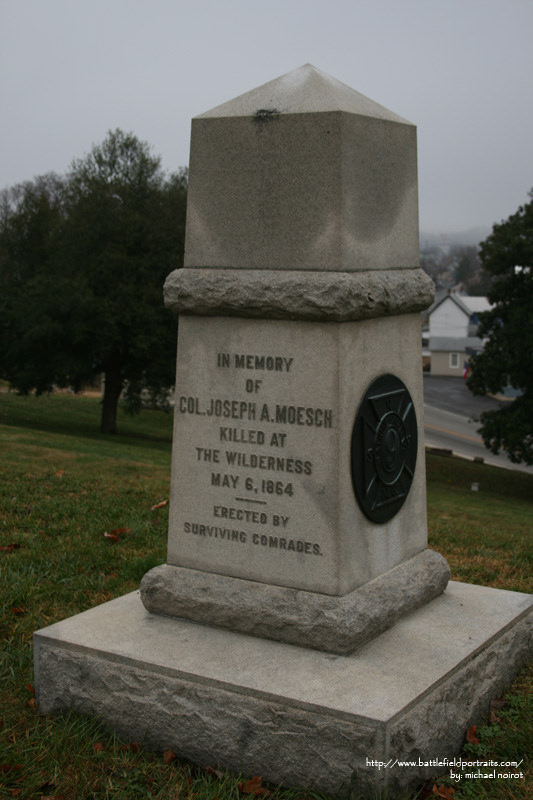 IN MEMORY
OF
COL. JOSEPH A. MOESCH
KILLED AT
THE WILDERNESS
MAY 6, 1864
ERECTED BY
SURVIVING COMRADES.
http://www.battlefieldportraits.com/
by: michael noirot